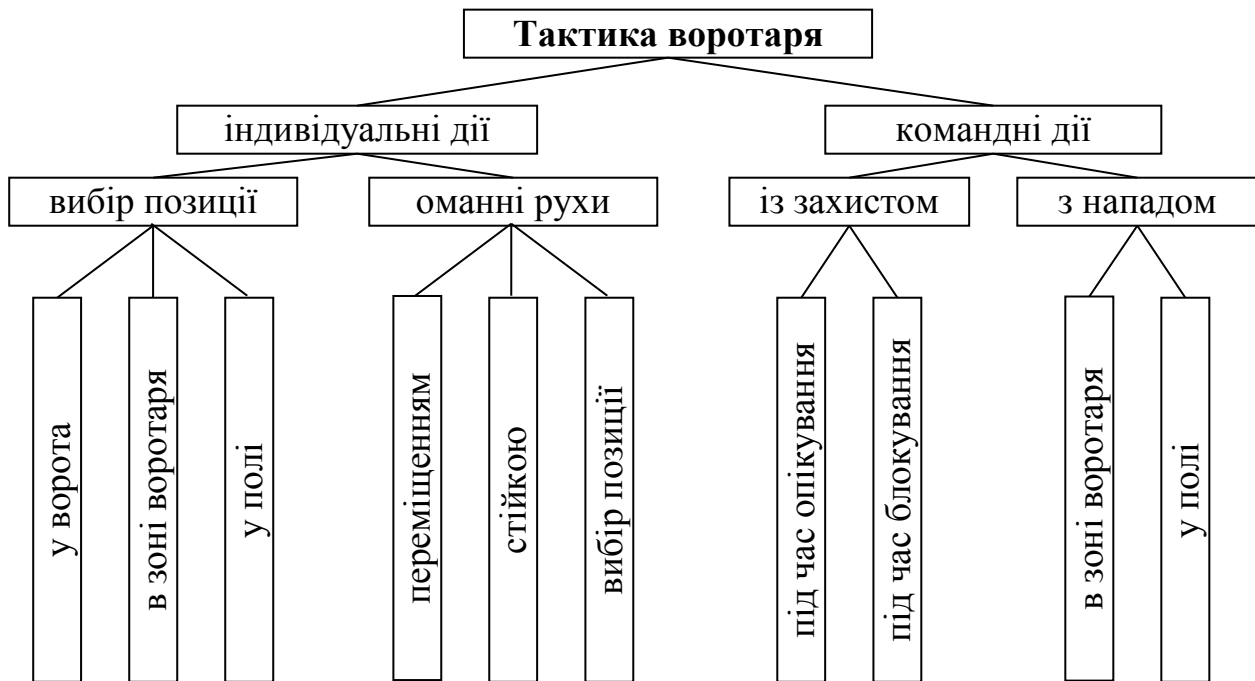 Тактика воротаря
індивідуальні дії
командні дії
вибір позиції
оманні рухи
із захистом
з нападом
у ворота
в зоні воротаря
у полі
переміщенням
стійкою
вибір позиції
під час опікування
під час блокування
в зоні воротаря
у полі